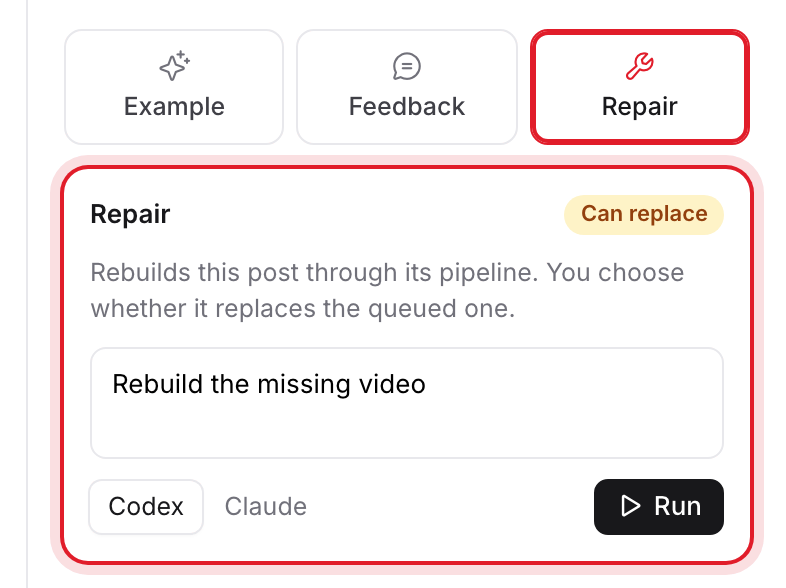 Example
Feedback
Repair
Repair
Can replace
Rebuilds this post through its pipeline. You choose
whether it replaces the queued one.
Rebuild the missing video
Codex
Claude
Run